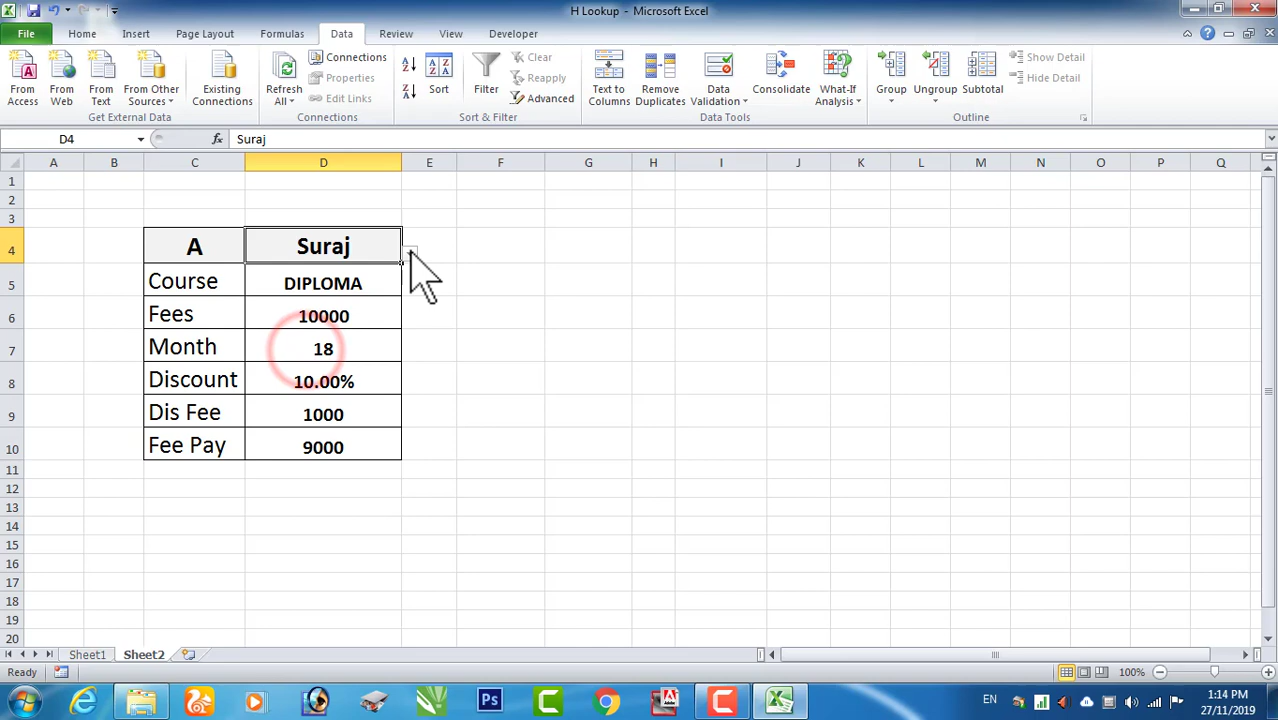 H Lookup - Microsoft Excel
File Home Insert Page Layout Formulas Data Review View Developer
From Access
From Web
From Text
From Other Sources
Existing Connections
Get External Data
Refresh All
Connections
Properties
Edit Links
Connections
Sort
Filter
Clear
Reapply
Advanced
Sort & Filter
Text to Columns
Remove Duplicates
Data Validation
Consolidate
What-If Analysis
Data Tools
Group
Ungroup
Subtotal
Show Detail
Hide Detail
Outline
D4 fx Suraj
A B C D E F G H I J K L M N O P Q
1
2
3
4 A Suraj
5 Course DIPLOMA
6 Fees 10000
7 Month 18
8 Discount 10.00%
9 Dis Fee 1000
10 Fee Pay 9000
11
12
13
14
15
16
17
18
19
20
Sheet1 Sheet2
Ready 100%
Ps EN 1:14 PM
27/11/2019